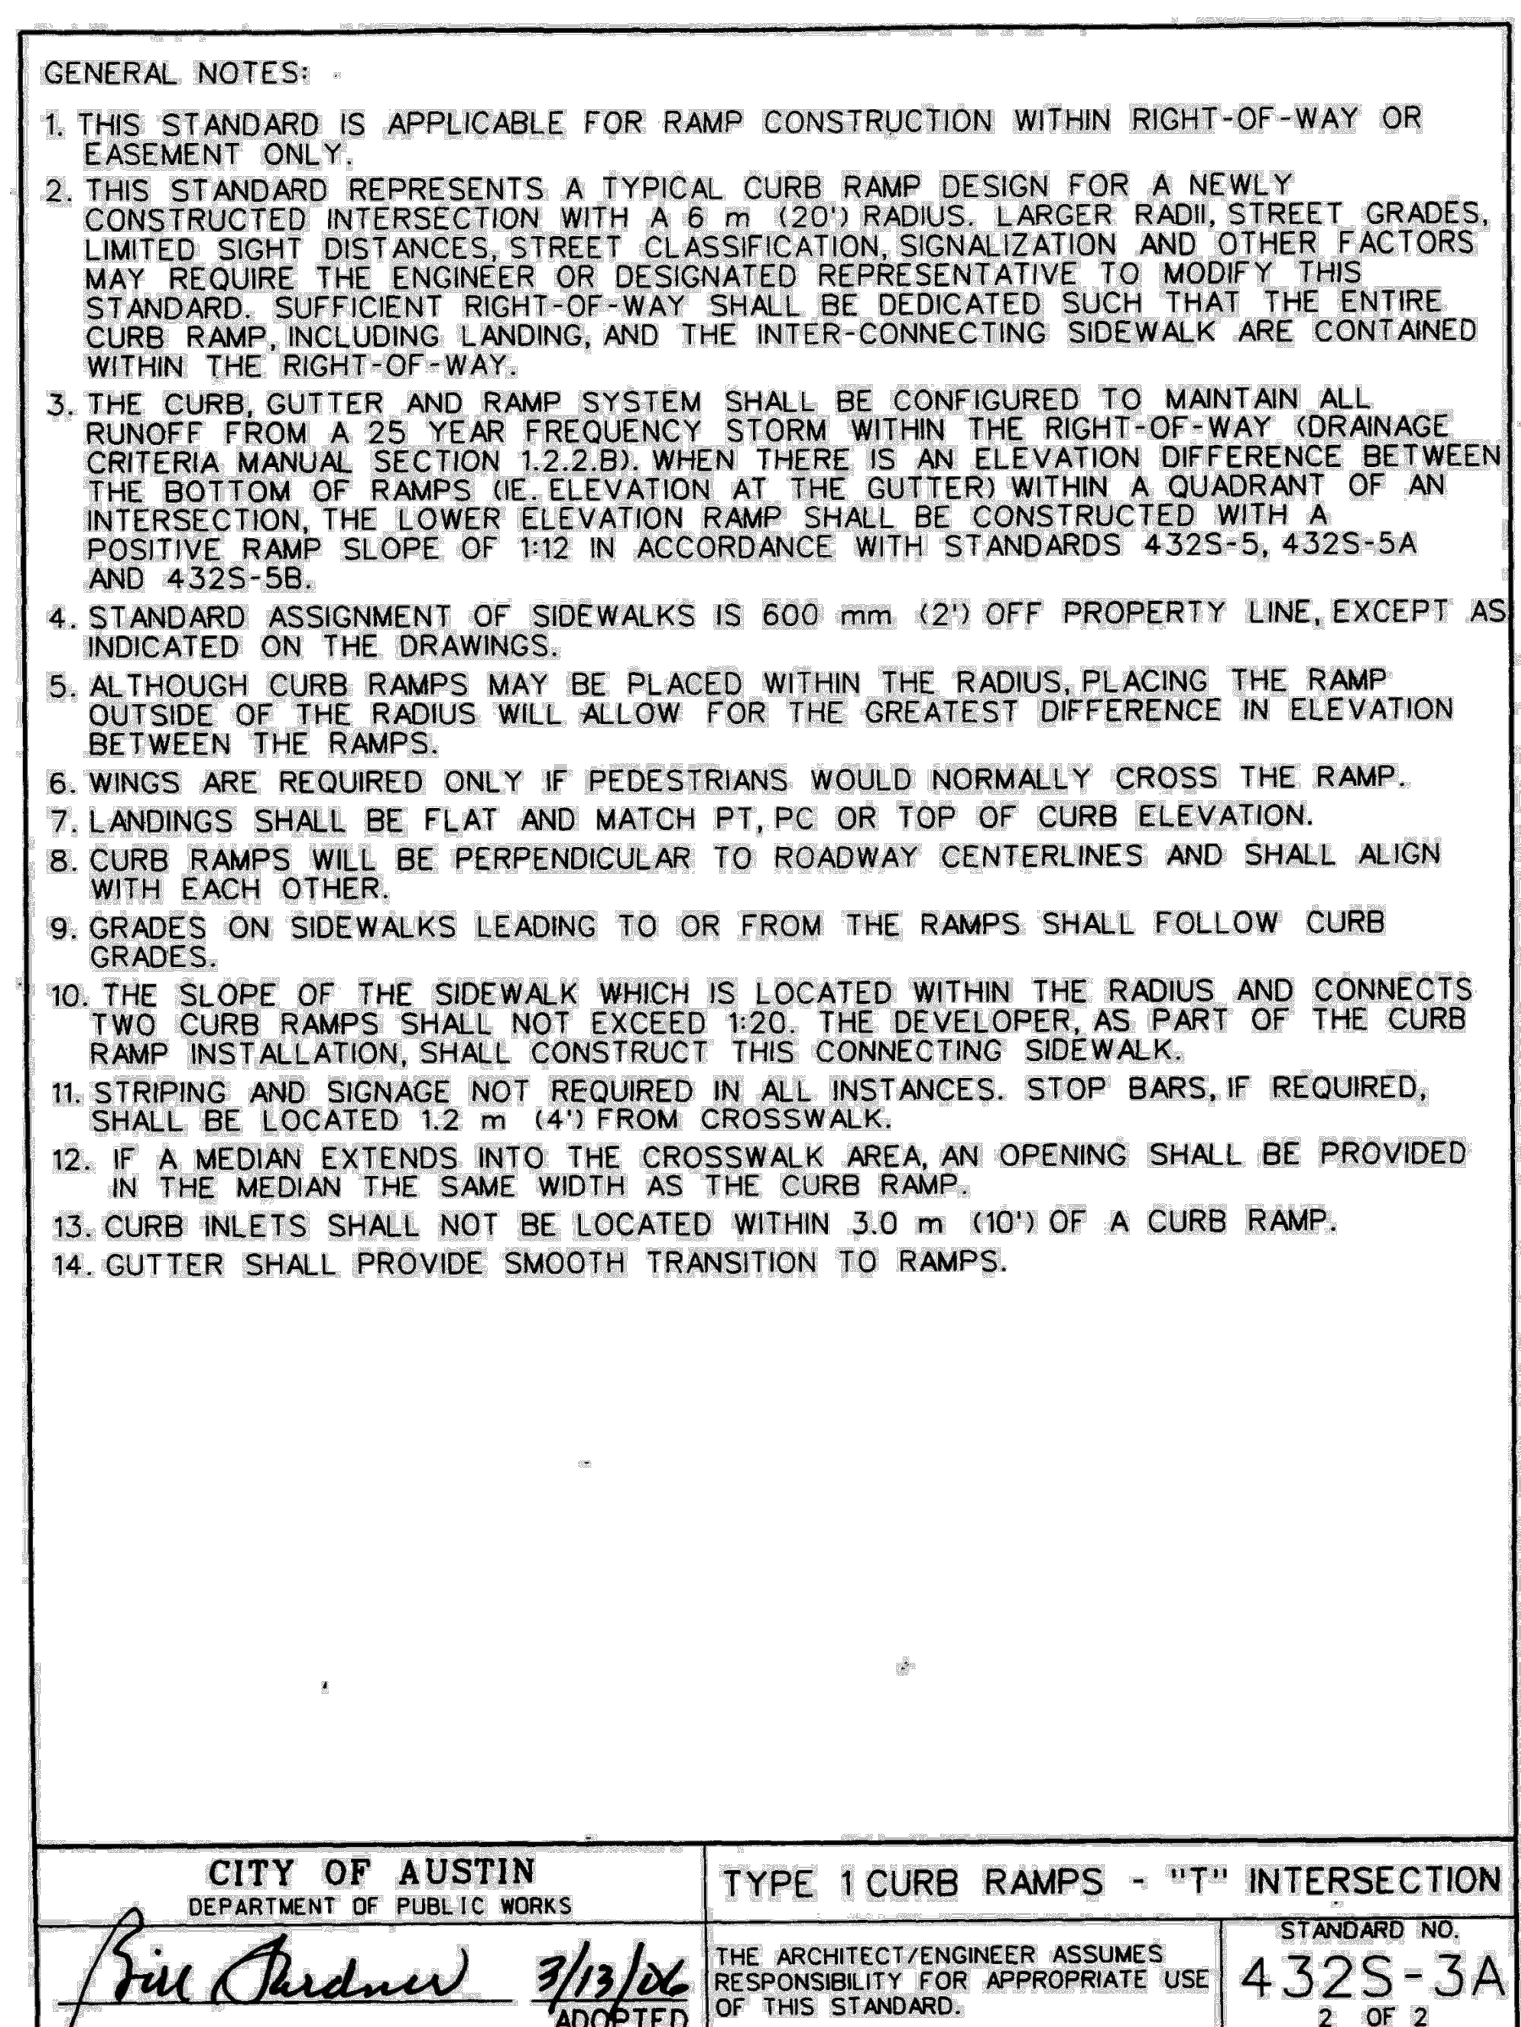 GENERAL NOTES:
1. THIS STANDARD IS APPLICABLE FOR RAMP CONSTRUCTION WITHIN RIGHT-OF-WAY OR
EASEMENT ONLY.
2. THIS STANDARD REPRESENTS A TYPICAL CURB RAMP DESIGN FOR A NEWLY
CONSTRUCTED INTERSECTION WITH A 6 m (20') RADIUS. LARGER RADII, STREET GRADES,
LIMITED SIGHT DISTANCES, STREET CLASSIFICATION, SIGNALIZATION AND OTHER FACTORS
MAY REQUIRE THE ENGINEER OR DESIGNATED REPRESENTATIVE TO MODIFY THIS
STANDARD. SUFFICIENT RIGHT-OF-WAY SHALL BE DEDICATED SUCH THAT THE ENTIRE
CURB RAMP, INCLUDING LANDING, AND THE INTER-CONNECTING SIDEWALK ARE CONTAINED
WITHIN THE RIGHT-OF-WAY.
3. THE CURB, GUTTER AND RAMP SYSTEM SHALL BE CONFIGURED TO MAINTAIN ALL
RUNOFF FROM A 25 YEAR FREQUENCY STORM WITHIN THE RIGHT-OF-WAY (DRAINAGE
CRITERIA MANUAL SECTION 1.2.2.B). WHEN THERE IS AN ELEVATION DIFFERENCE BETWEEN
THE BOTTOM OF RAMPS (IE. ELEVATION AT THE GUTTER) WITHIN A QUADRANT OF AN
INTERSECTION, THE LOWER ELEVATION RAMP SHALL BE CONSTRUCTED WITH A
POSITIVE RAMP SLOPE OF 1:12 IN ACCORDANCE WITH STANDARDS 432S-5, 432S-5A
AND 432S-5B.
4. STANDARD ASSIGNMENT OF SIDEWALKS IS 600 mm (2') OFF PROPERTY LINE, EXCEPT AS
INDICATED ON THE DRAWINGS.
5. ALTHOUGH CURB RAMPS MAY BE PLACED WITHIN THE RADIUS, PLACING THE RAMP
OUTSIDE OF THE RADIUS WILL ALLOW FOR THE GREATEST DIFFERENCE IN ELEVATION
BETWEEN THE RAMPS.
6. WINGS ARE REQUIRED ONLY IF PEDESTRIANS WOULD NORMALLY CROSS THE RAMP.
7. LANDINGS SHALL BE FLAT AND MATCH PT, PC OR TOP OF CURB ELEVATION.
8. CURB RAMPS WILL BE PERPENDICULAR TO ROADWAY CENTERLINES AND SHALL ALIGN
WITH EACH OTHER.
9. GRADES ON SIDEWALKS LEADING TO OR FROM THE RAMPS SHALL FOLLOW CURB
GRADES.
10. THE SLOPE OF THE SIDEWALK WHICH IS LOCATED WITHIN THE RADIUS AND CONNECTS
TWO CURB RAMPS SHALL NOT EXCEED 1:20. THE DEVELOPER, AS PART OF THE CURB
RAMP INSTALLATION, SHALL CONSTRUCT THIS CONNECTING SIDEWALK.
11. STRIPING AND SIGNAGE NOT REQUIRED IN ALL INSTANCES. STOP BARS, IF REQUIRED,
SHALL BE LOCATED 1.2 m (4') FROM CROSSWALK.
12. IF A MEDIAN EXTENDS INTO THE CROSSWALK AREA, AN OPENING SHALL BE PROVIDED
IN THE MEDIAN THE SAME WIDTH AS THE CURB RAMP.
13. CURB INLETS SHALL NOT BE LOCATED WITHIN 3.0 m (10') OF A CURB RAMP.
14. GUTTER SHALL PROVIDE SMOOTH TRANSITION TO RAMPS.
CITY OF AUSTIN
DEPARTMENT OF PUBLIC WORKS
Bill Gardner 3/13/06
ADOPTED
TYPE 1 CURB RAMPS - "T" INTERSECTION
THE ARCHITECT/ENGINEER ASSUMES
RESPONSIBILITY FOR APPROPRIATE USE
OF THIS STANDARD.
STANDARD NO.
432S-3A
2 OF 2